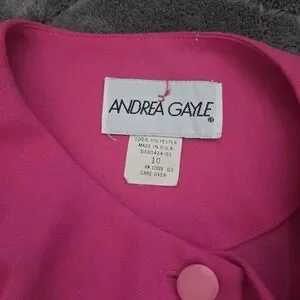 ANDREA GAYLE®
100% POLYESTER
MADE IN U.S.A.
10
CARE OVER